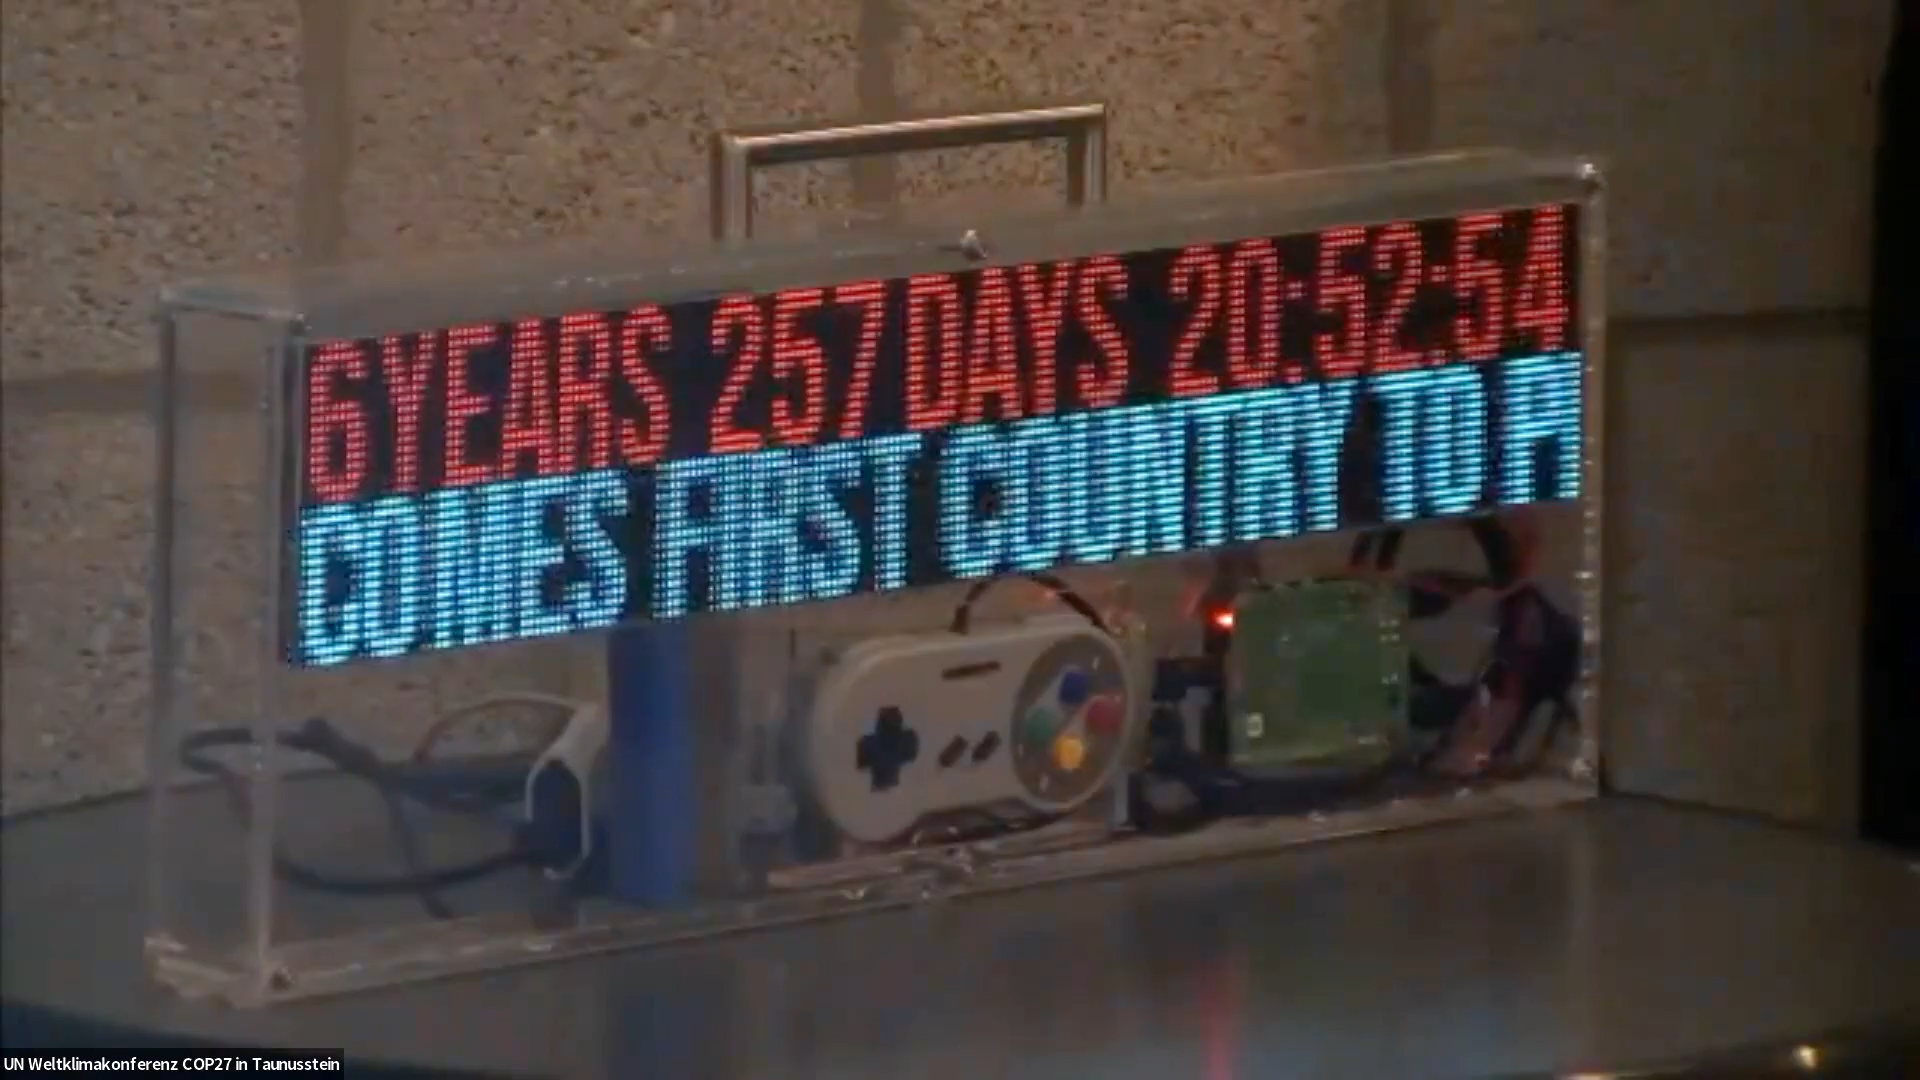 6 YEARS 257 DAYS 20:52:54
COMES FIRST COUNTRY TO A
UN Weltklimakonferenz COP27 in Taunusstein